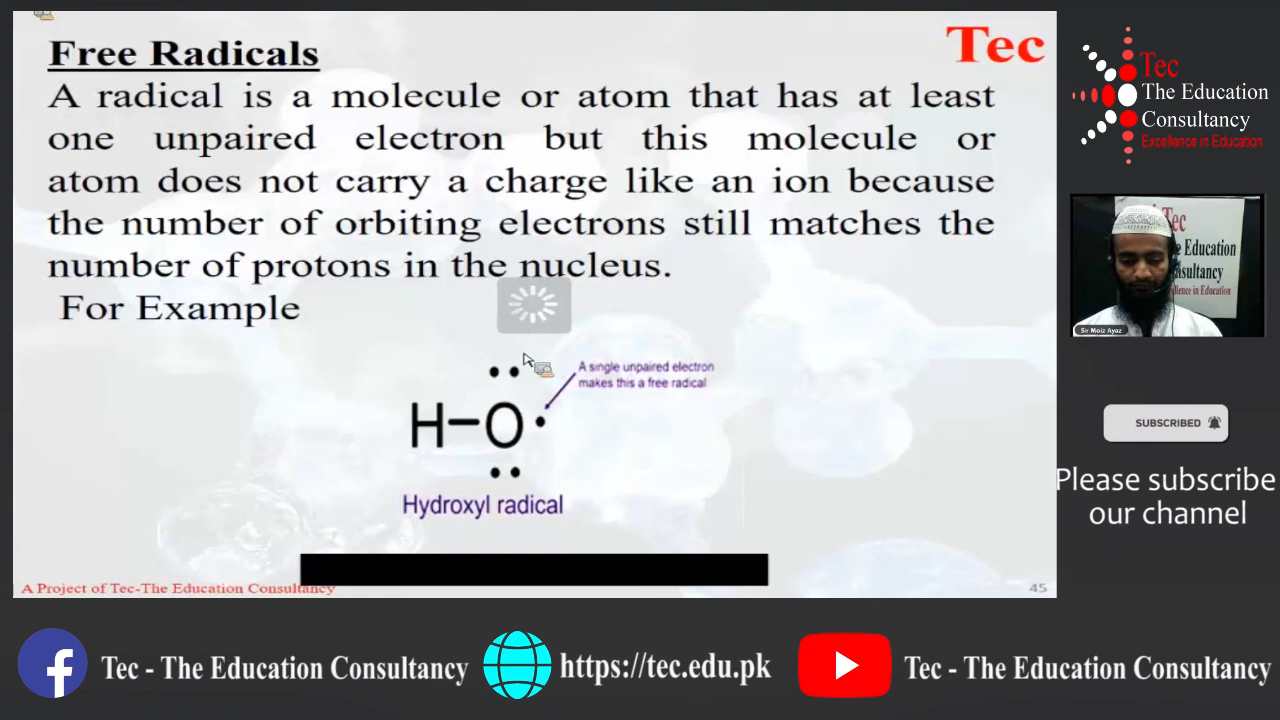 Free Radicals
Tec
A radical is a molecule or atom that has at least
one unpaired electron but this molecule or
atom does not carry a charge like an ion because
the number of orbiting electrons still matches the
number of protons in the nucleus.
For Example
A single unpaired electron
makes this a free radical
H–O
Hydroxyl radical
A Project of Tec-The Education Consultancy
45
Tec
The Education
Consultancy
Excellence in Education
Tec
Education
Sir Moiz Ayaz
SUBSCRIBED
Please subscribe
our channel
Tec - The Education Consultancy
https://tec.edu.pk
Tec - The Education Consultancy